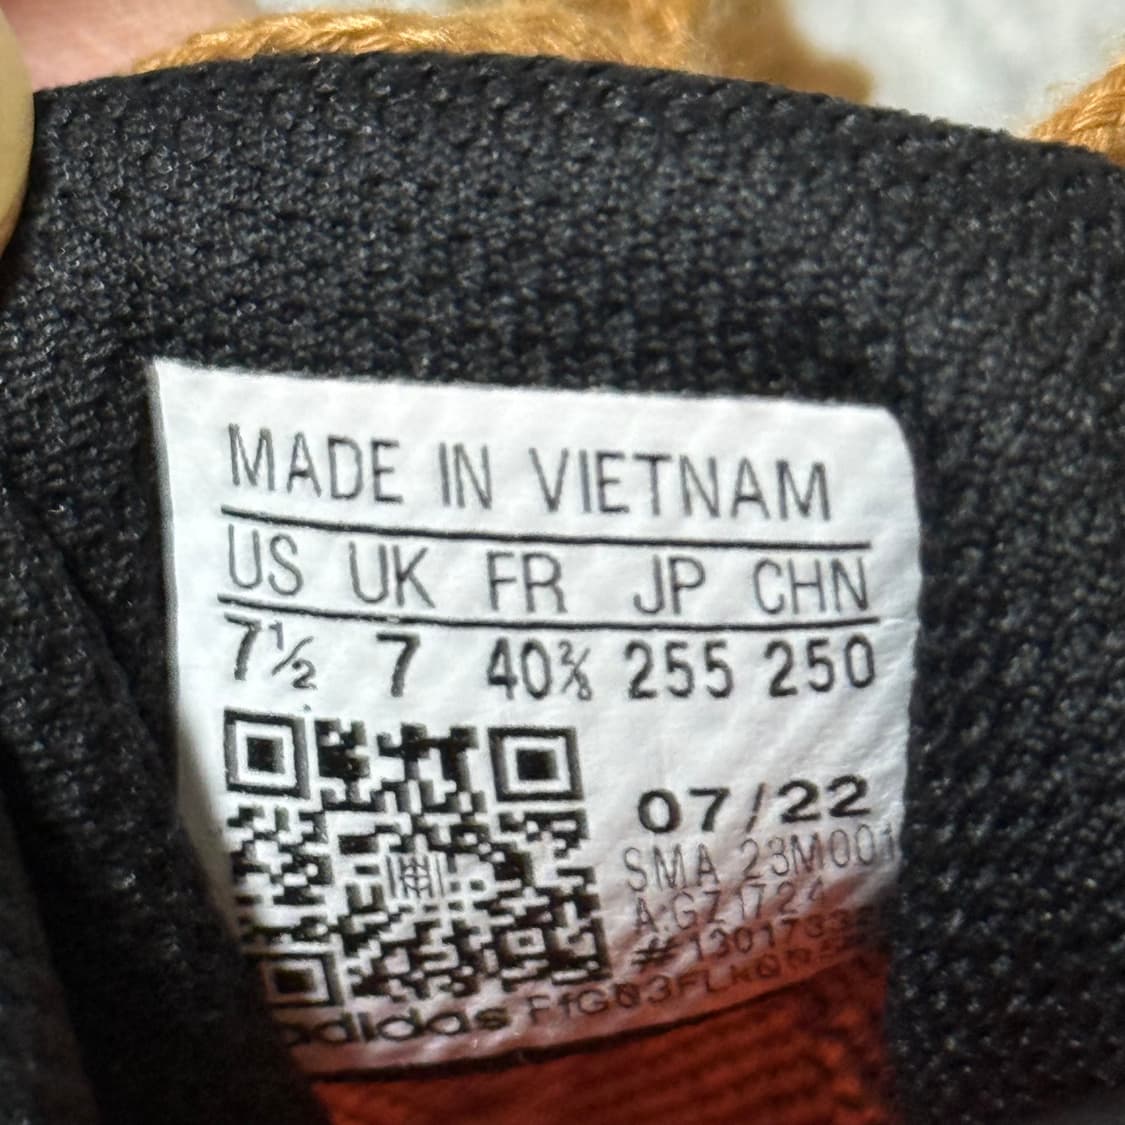 MADE IN VIETNAM
US UK FR JP CHN
7½ 7 40⅔ 255 250
07/22
SMA 23M001
A:GZ1724
adidas